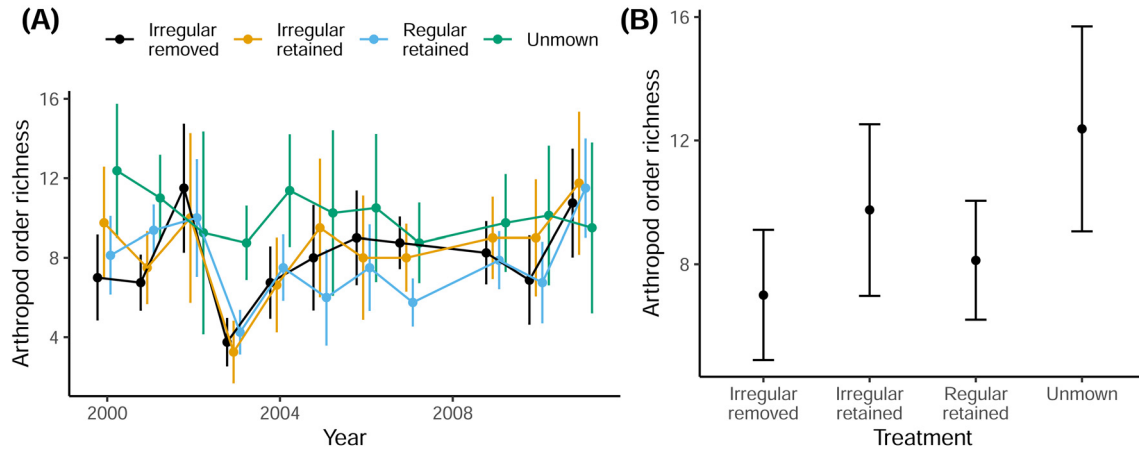 (A)
Irregular removed
Irregular retained
Regular retained
Unmown
Arthropod order richness
16
12
8
4
2000
2004
2008
Year
(B)
Arthropod order richness
16
12
8
Irregular removed
Irregular retained
Regular retained
Unmown
Treatment